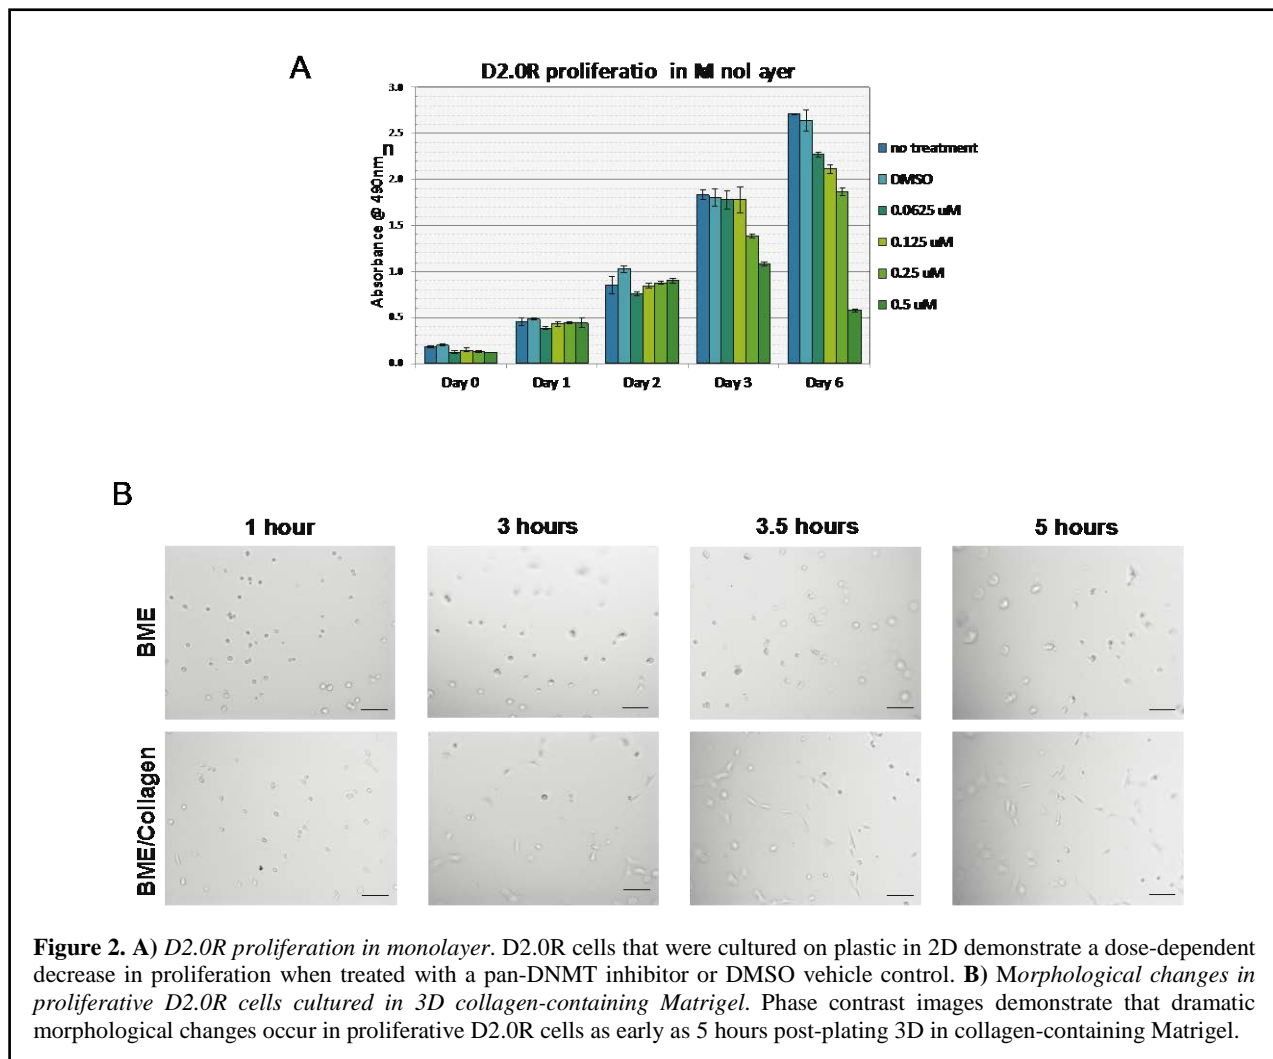 A
D2.0R proliferatio in M nol ayer
Absorbance @ 490nm
n
3.0
2.5
2.0
1.5
1.0
0.5
0.0
Day 0 Day 1 Day 2 Day 3 Day 6
no treatment
DMSO
0.0625 uM
0.125 uM
0.25 uM
0.5 uM
B
1 hour 3 hours 3.5 hours 5 hours
BME
BME/Collagen
Figure 2. A) D2.0R proliferation in monolayer. D2.0R cells that were cultured on plastic in 2D demonstrate a dose-dependent
decrease in proliferation when treated with a pan-DNMT inhibitor or DMSO vehicle control. B) Morphological changes in
proliferative D2.0R cells cultured in 3D collagen-containing Matrigel. Phase contrast images demonstrate that dramatic
morphological changes occur in proliferative D2.0R cells as early as 5 hours post-plating 3D in collagen-containing Matrigel.